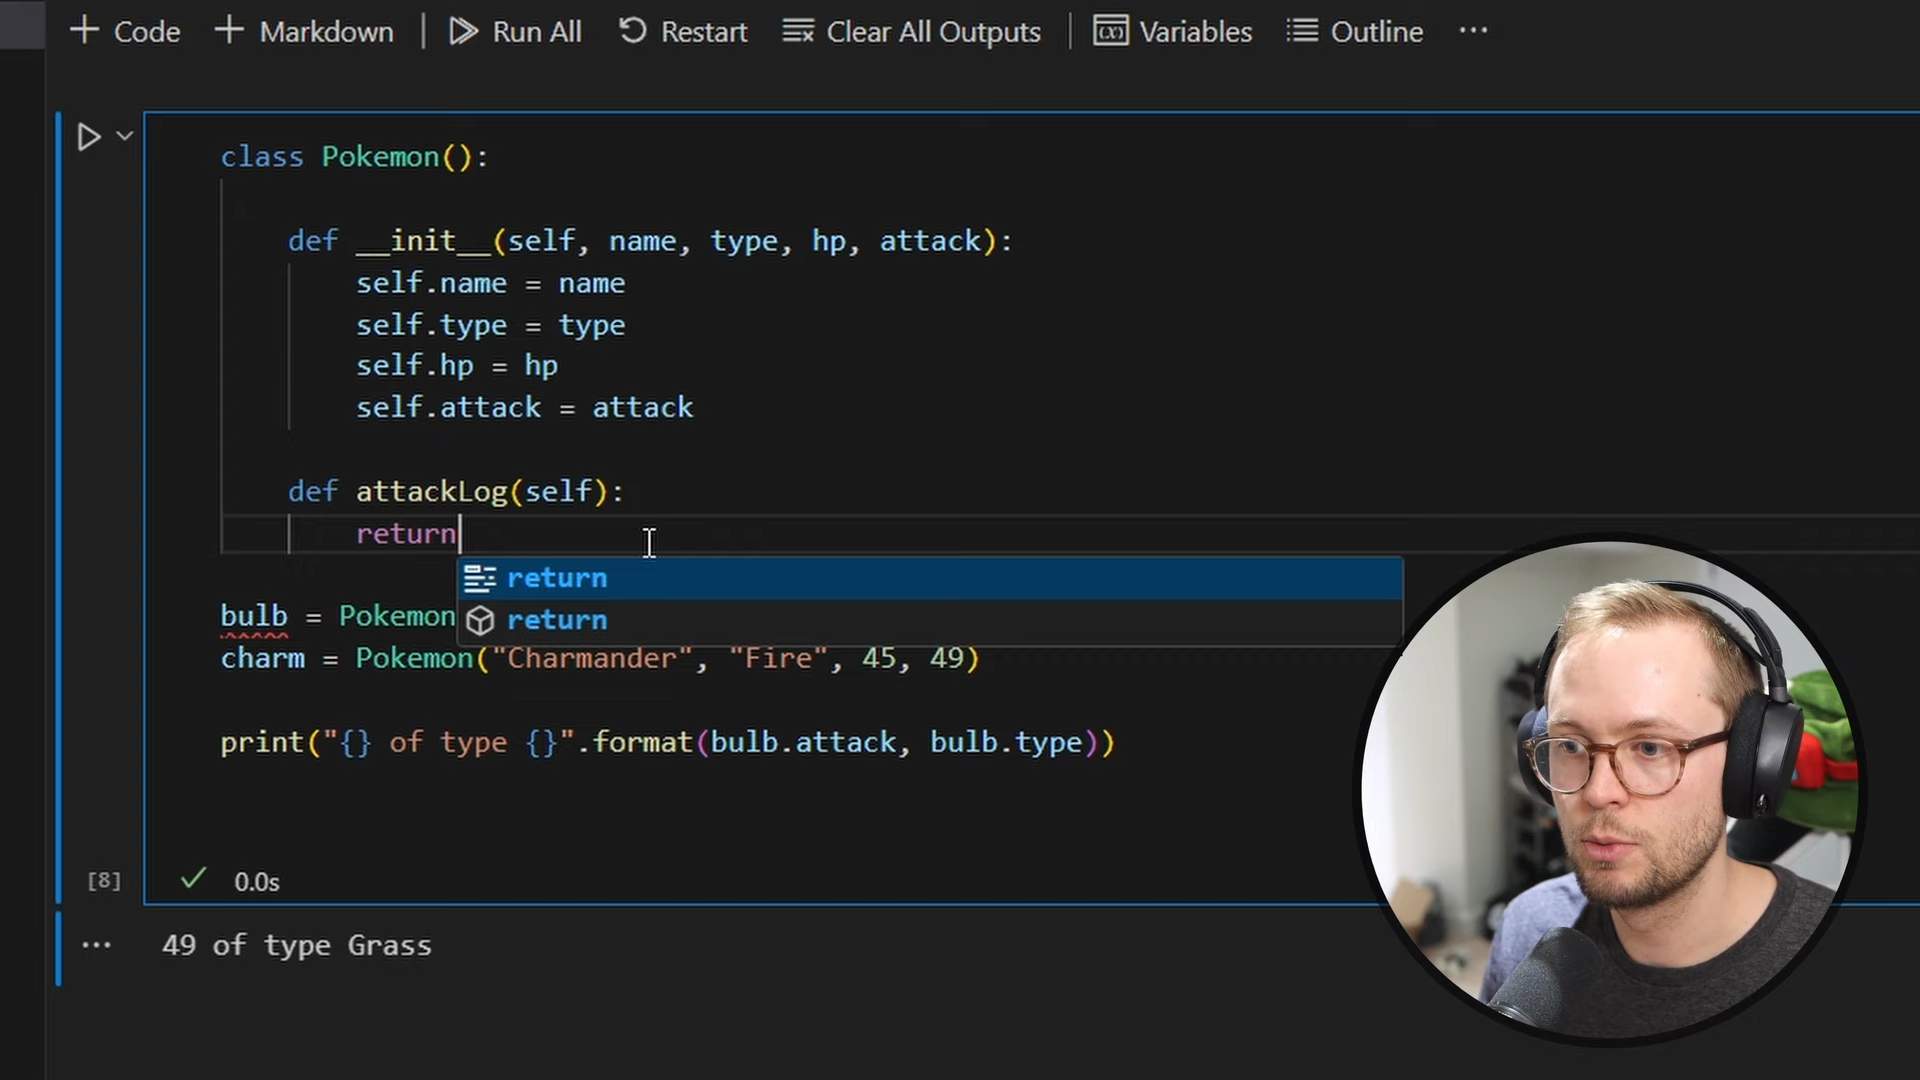 Code Markdown Run All Restart Clear All Outputs Variables Outline ...
class Pokemon():
def __init__(self, name, type, hp, attack):
self.name = name
self.type = type
self.hp = hp
self.attack = attack
def attackLog(self):
return
return
return
bulb = Pokemon
charm = Pokemon("Charmander", "Fire", 45, 49)
print("{} of type {}".format(bulb.attack, bulb.type))
[8] 0.0s
... 49 of type Grass